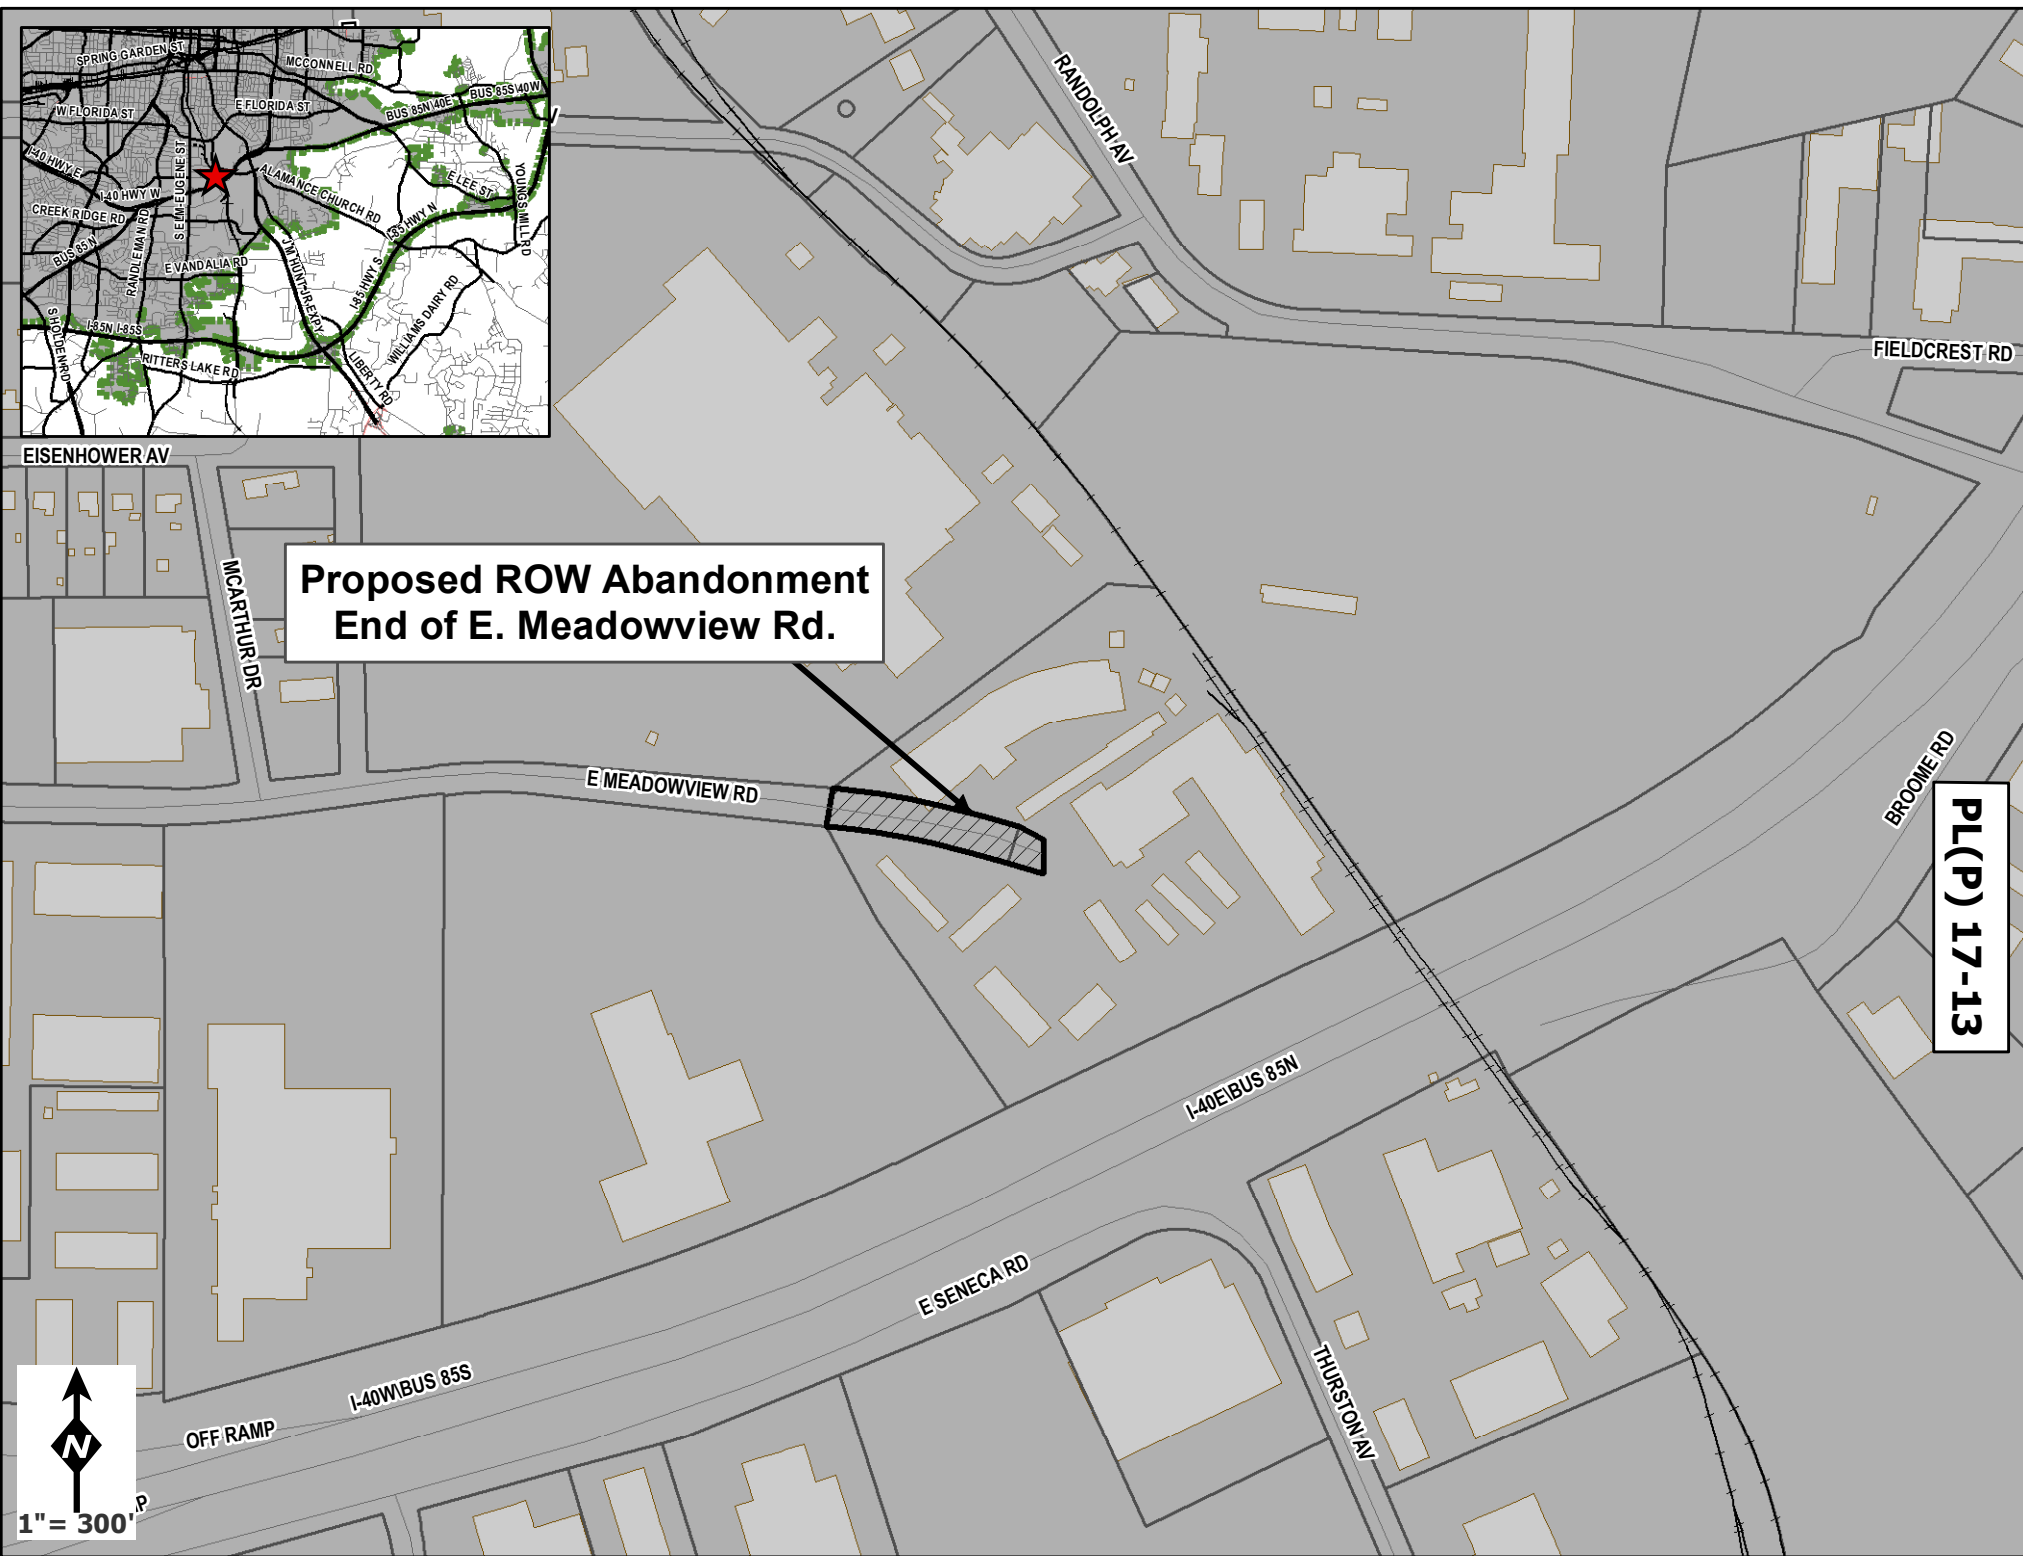 SPRING GARDEN ST
MCCONNELL RD
W FLORIDA ST
E FLORIDA ST
BUS 85N\40E
BUS 85S\40W
I-40 HWY E
I-40 HWY W
S ELM-EUGENE ST
ALAMANCE CHURCH RD
E LEE ST
YOUNGS MILL RD
CREEK RIDGE RD
RANDLEMAN RD
BUS 85 N
I-85 HWY N
E VANDALIA RD
J M HUNT JR EXPY
I-85 HWY S
WILLIAMS DAIRY RD
S HOLDEN RD
I-85N I-85S
RITTERS LAKE RD
LIBERTY RD
RANDOLPH AV
FIELDCREST RD
EISENHOWER AV
MCARTHUR DR
Proposed ROW Abandonment
End of E. Meadowview Rd.
E MEADOWVIEW RD
BROOME RD
PL(P) 17-13
I-40E\BUS 85N
E SENECA RD
THURSTON AV
I-40W\BUS 85S
OFF RAMP
N
1"= 300'